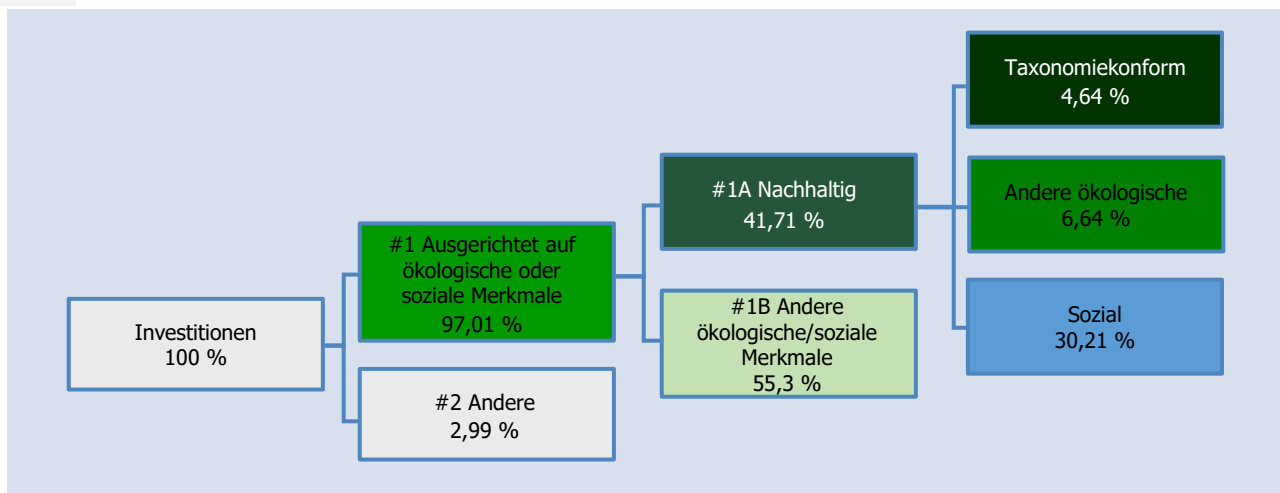 Investitionen
100 %
#1 Ausgerichtet auf
ökologische oder
soziale Merkmale
97,01 %
#2 Andere
2,99 %
#1A Nachhaltig
41,71 %
#1B Andere
ökologische/soziale
Merkmale
55,3 %
Taxonomiekonform
4,64 %
Andere ökologische
6,64 %
Sozial
30,21 %